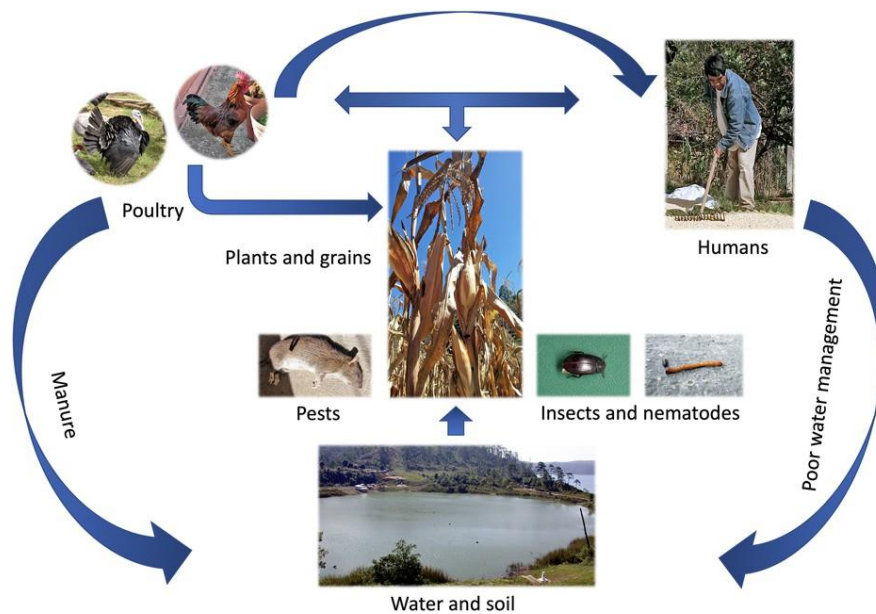 Poultry
Humans
Plants and grains
Pests
Insects and nematodes
Manure
Poor water management
Water and soil